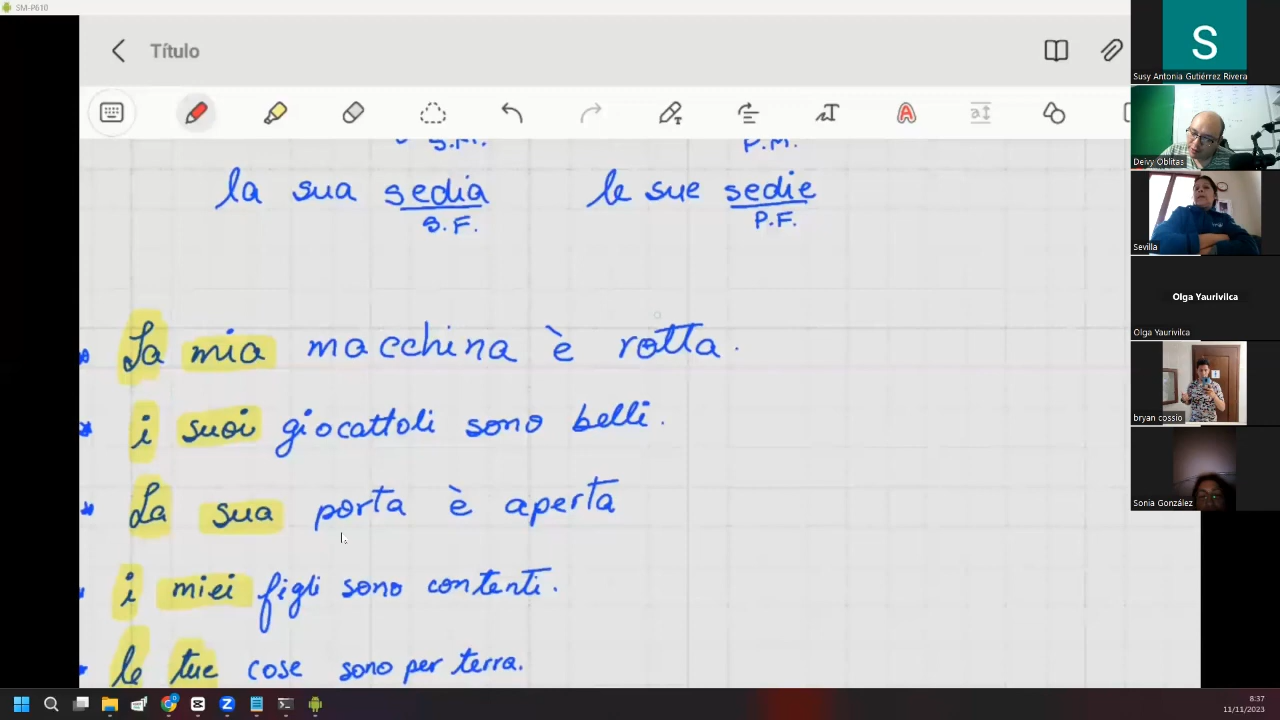 SM-P610
Título
S.M. P.M.
la sua sedia le sue sedie
S.F. P.F.
La mia macchina è rotta.
i suoi giocattoli sono belli.
La sua porta è aperta
i miei figli sono contenti.
le tue cose sono per terra.
S
Susy Antonia Gutiérrez Rivera
Deivy Oblitas
Sevilla
Olga Yaurivilca
Olga Yaurivilca
bryan cossio
Sonia González
8:37
11/11/2023